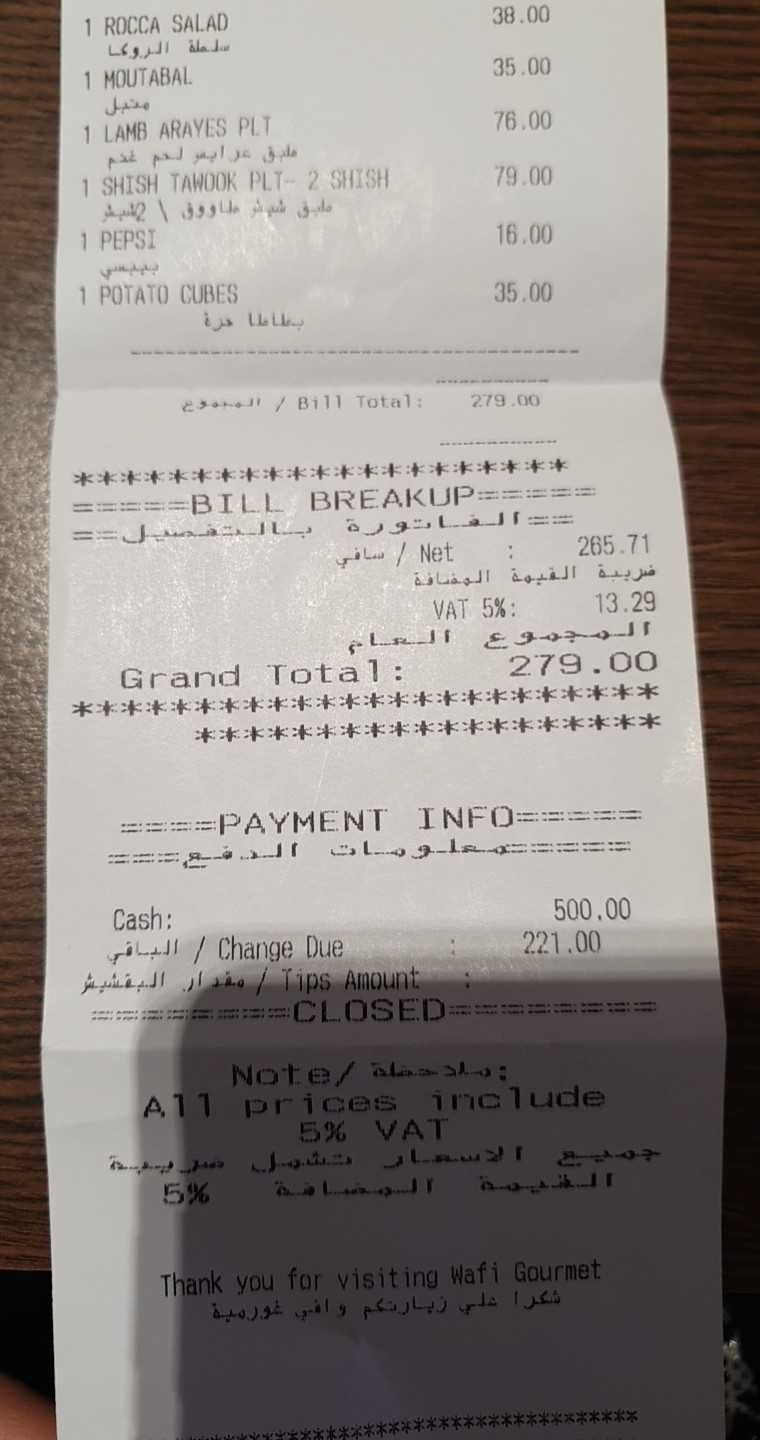 1 ROCCA SALAD 38.00
سلطة الروكا
1 MOUTABAL 35.00
متبل
1 LAMB ARAYES PLT 76.00
طبق عرايس لحم غنم
1 SHISH TAWOOK PLT- 2 SHISH 79.00
طبق شيش طاووق \ 2شيش
1 PEPSI 16.00
بيبسي
1 POTATO CUBES 35.00
بطاطا حرة
المجموع / Bill Total: 279.00
*********************
=====BILL BREAKUP=====
==الفاتورة بالتفصيل==
صافي / Net : 265.71
ضريبة القيمة المضافة
VAT 5%: 13.29
المجموع العام
Grand Total: 279.00
************************
*******************
====PAYMENT INFO=====
===معلومات الدفع=====
Cash: 500.00
الباقي / Change Due : 221.00
مقدار البقشيش / Tips Amount :
=========CLOSED=========
Note/ ملاحظة:
All prices include
5% VAT
جميع الاسعار تشمل ضريبة
القيمة المضافة 5%
Thank you for visiting Wafi Gourmet
شكرا علي زيارتكم وافي غورمية